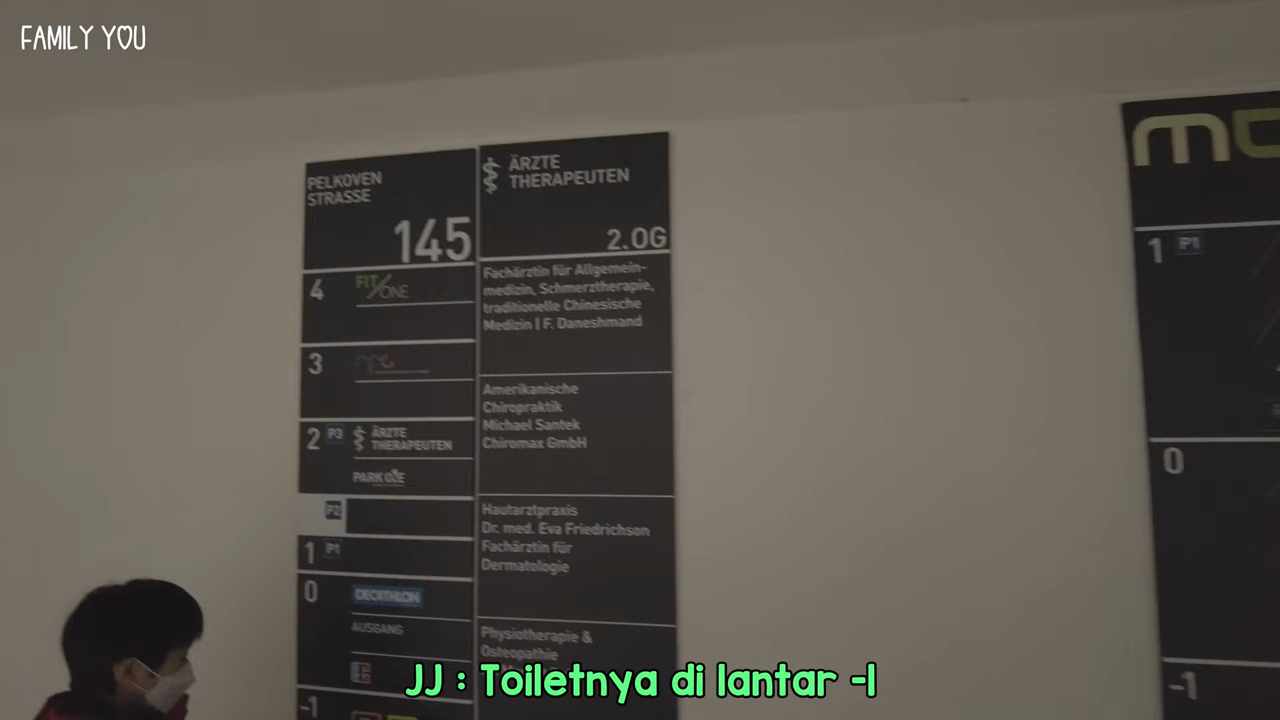 FAMILY YOU
PELKOVEN
STRASSE
145
4 FIT/ONE
3
2 P3 ÄRZTE
THERAPEUTEN
PARK ONE
P2
1 P1
0 DECATHLON
AUSGANG
-1
ÄRZTE
THERAPEUTEN
2.OG
Fachärztin für Allgemein-
medizin, Schmerztherapie,
traditionelle Chinesische
Medizin | F. Daneshmand
Amerikanische
Chiropraktik
Michael Santek
Chiromax GmbH
Hautarztpraxis
Dr. med. Eva Friedrichson
Fachärztin für
Dermatologie
Physiotherapie &
Osteopathie
1 P1
0
-1
JJ : Toiletnya di lantar -1